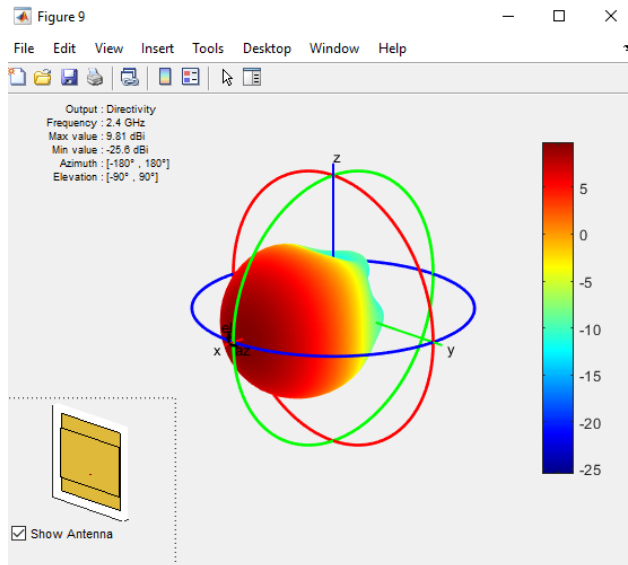 Figure 9
File Edit View Insert Tools Desktop Window Help
Output : Directivity
Frequency : 2.4 GHz
Max value : 9.81 dBi
Min value : -25.6 dBi
Azimuth : [-180° , 180°]
Elevation : [-90° , 90°]
z
x
az
y
5
0
-5
-10
-15
-20
-25
Show Antenna